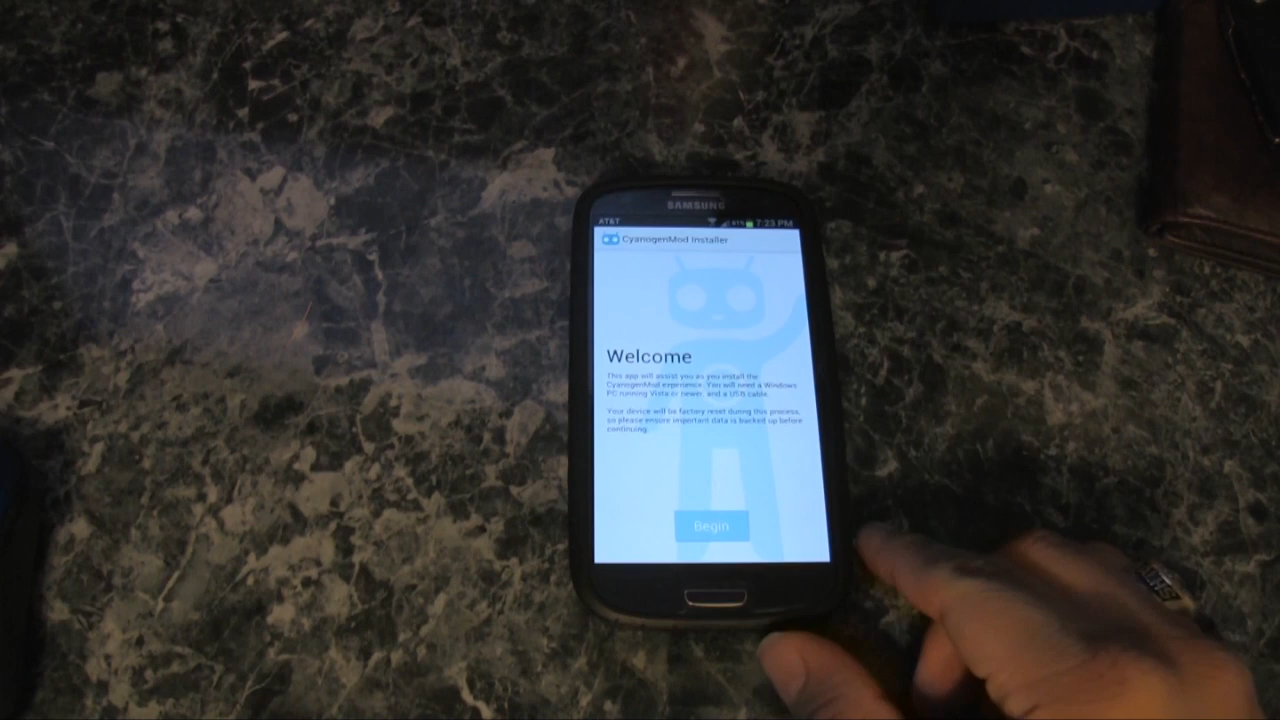 SAMSUNG
AT&T 61% 7:23 PM
CyanogenMod Installer
Welcome
This app will assist you as you install the
CyanogenMod experience. You will need a Windows
PC running Vista or newer, and a USB cable.
Your device will be factory reset during this process,
so please ensure important data is backed up before
continuing.
Begin